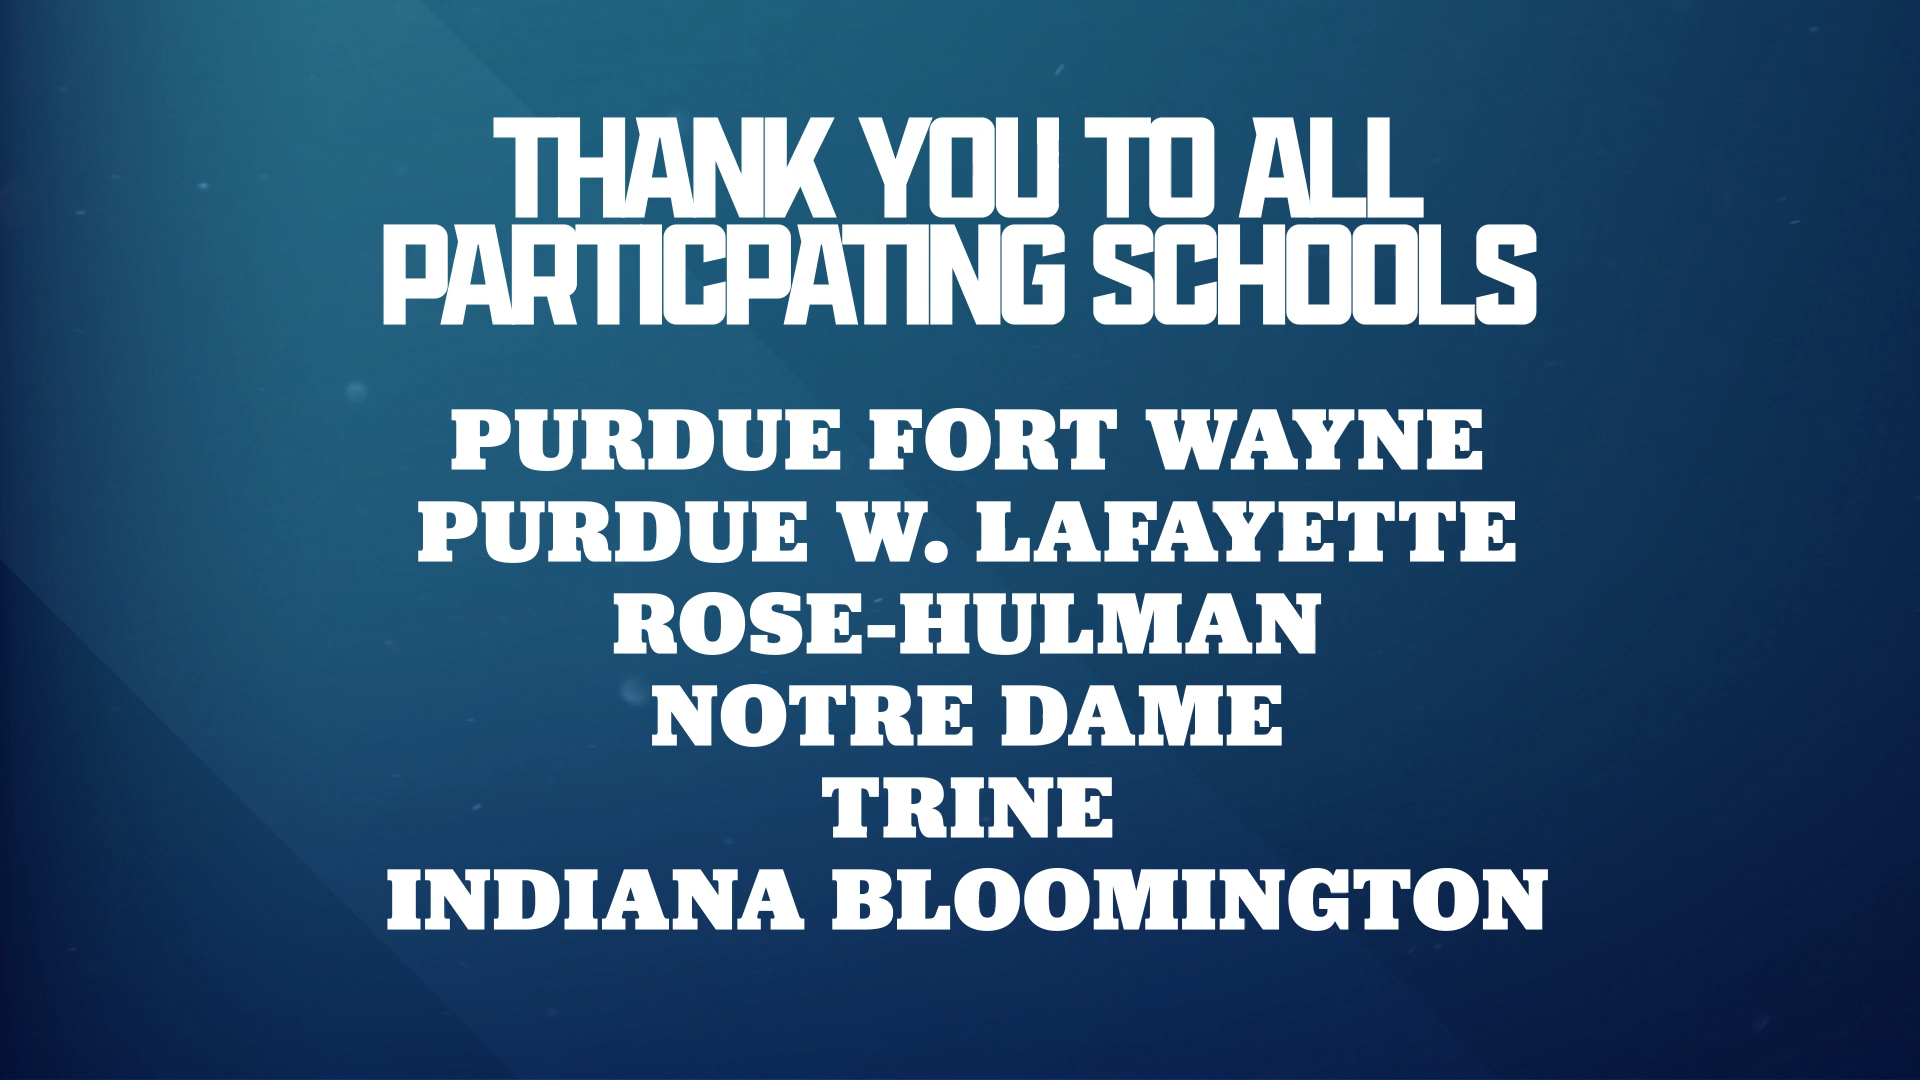 THANK YOU TO ALL
PARTICPATING SCHOOLS
PURDUE FORT WAYNE
PURDUE W. LAFAYETTE
ROSE-HULMAN
NOTRE DAME
TRINE
INDIANA BLOOMINGTON